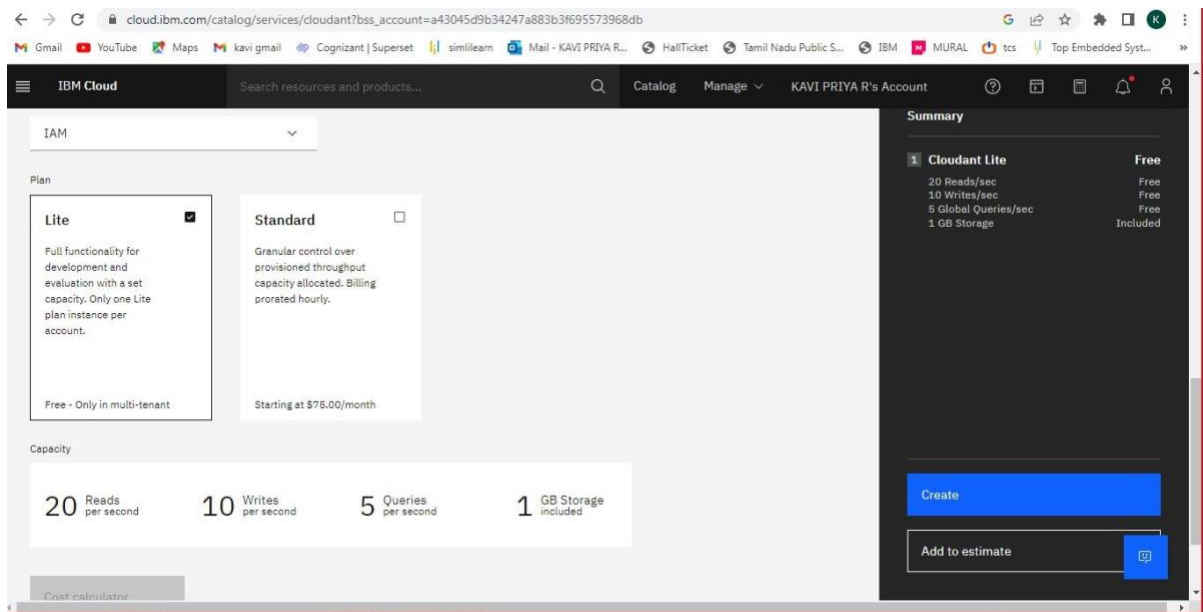 cloud.ibm.com/catalog/services/cloudant?bss_account=a43045d9b34247a883b3f695573968db
G
K
Gmail YouTube Maps kavi gmail Cognizant | Superset simlilearn Mail - KAVI PRIYA R... HallTicket Tamil Nadu Public S... IBM MURAL tcs Top Embedded Syst... »
IBM Cloud Search resources and products... Catalog Manage KAVI PRIYA R's Account
IAM
Plan
Lite
Full functionality for
development and
evaluation with a set
capacity. Only one Lite
plan instance per
account.
Free - Only in multi-tenant
Standard
Granular control over
provisioned throughput
capacity allocated. Billing
prorated hourly.
Starting at $75.00/month
Capacity
20 Reads per second
10 Writes per second
5 Queries per second
1 GB Storage included
Cost calculator
Summary
1 Cloudant Lite Free
20 Reads/sec Free
10 Writes/sec Free
5 Global Queries/sec Free
1 GB Storage Included
Create
Add to estimate